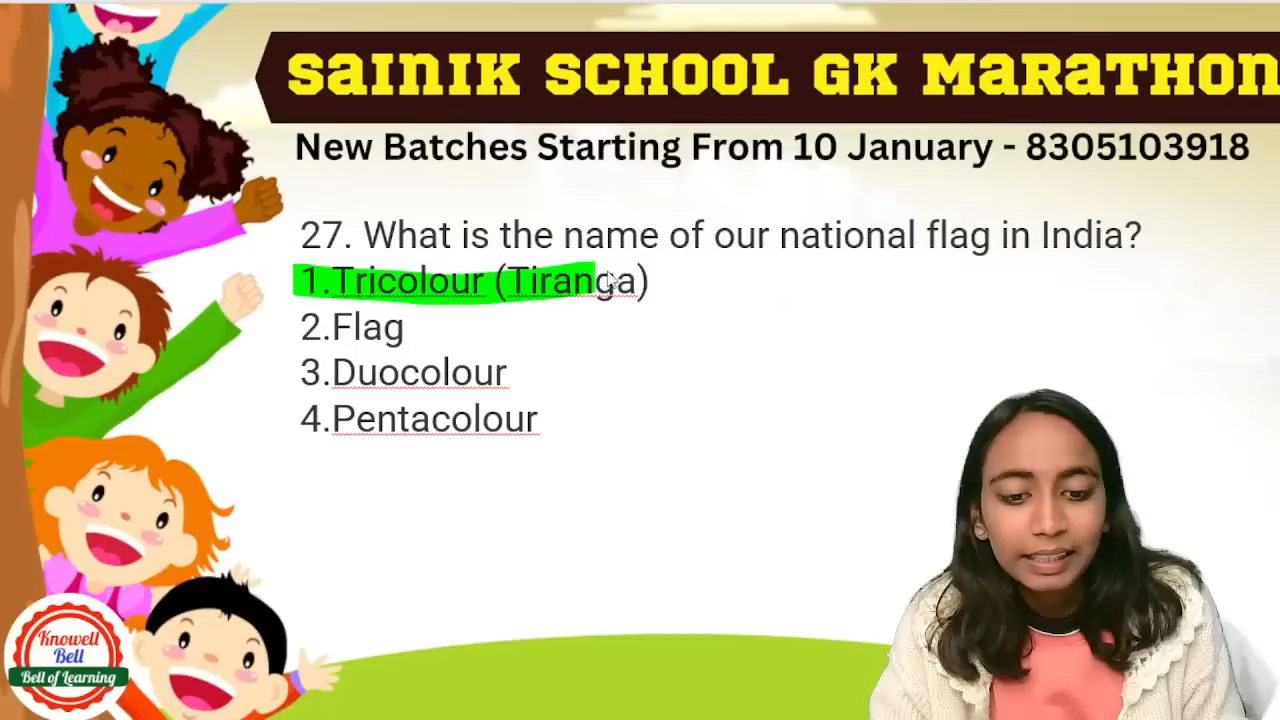 SAINIK SCHOOL GK MARATHON
New Batches Starting From 10 January - 8305103918
27. What is the name of our national flag in India?
1.Tricolour (Tiranga)
2.Flag
3.Duocolour
4.Pentacolour
Knowell
Bell
Bell of Learning